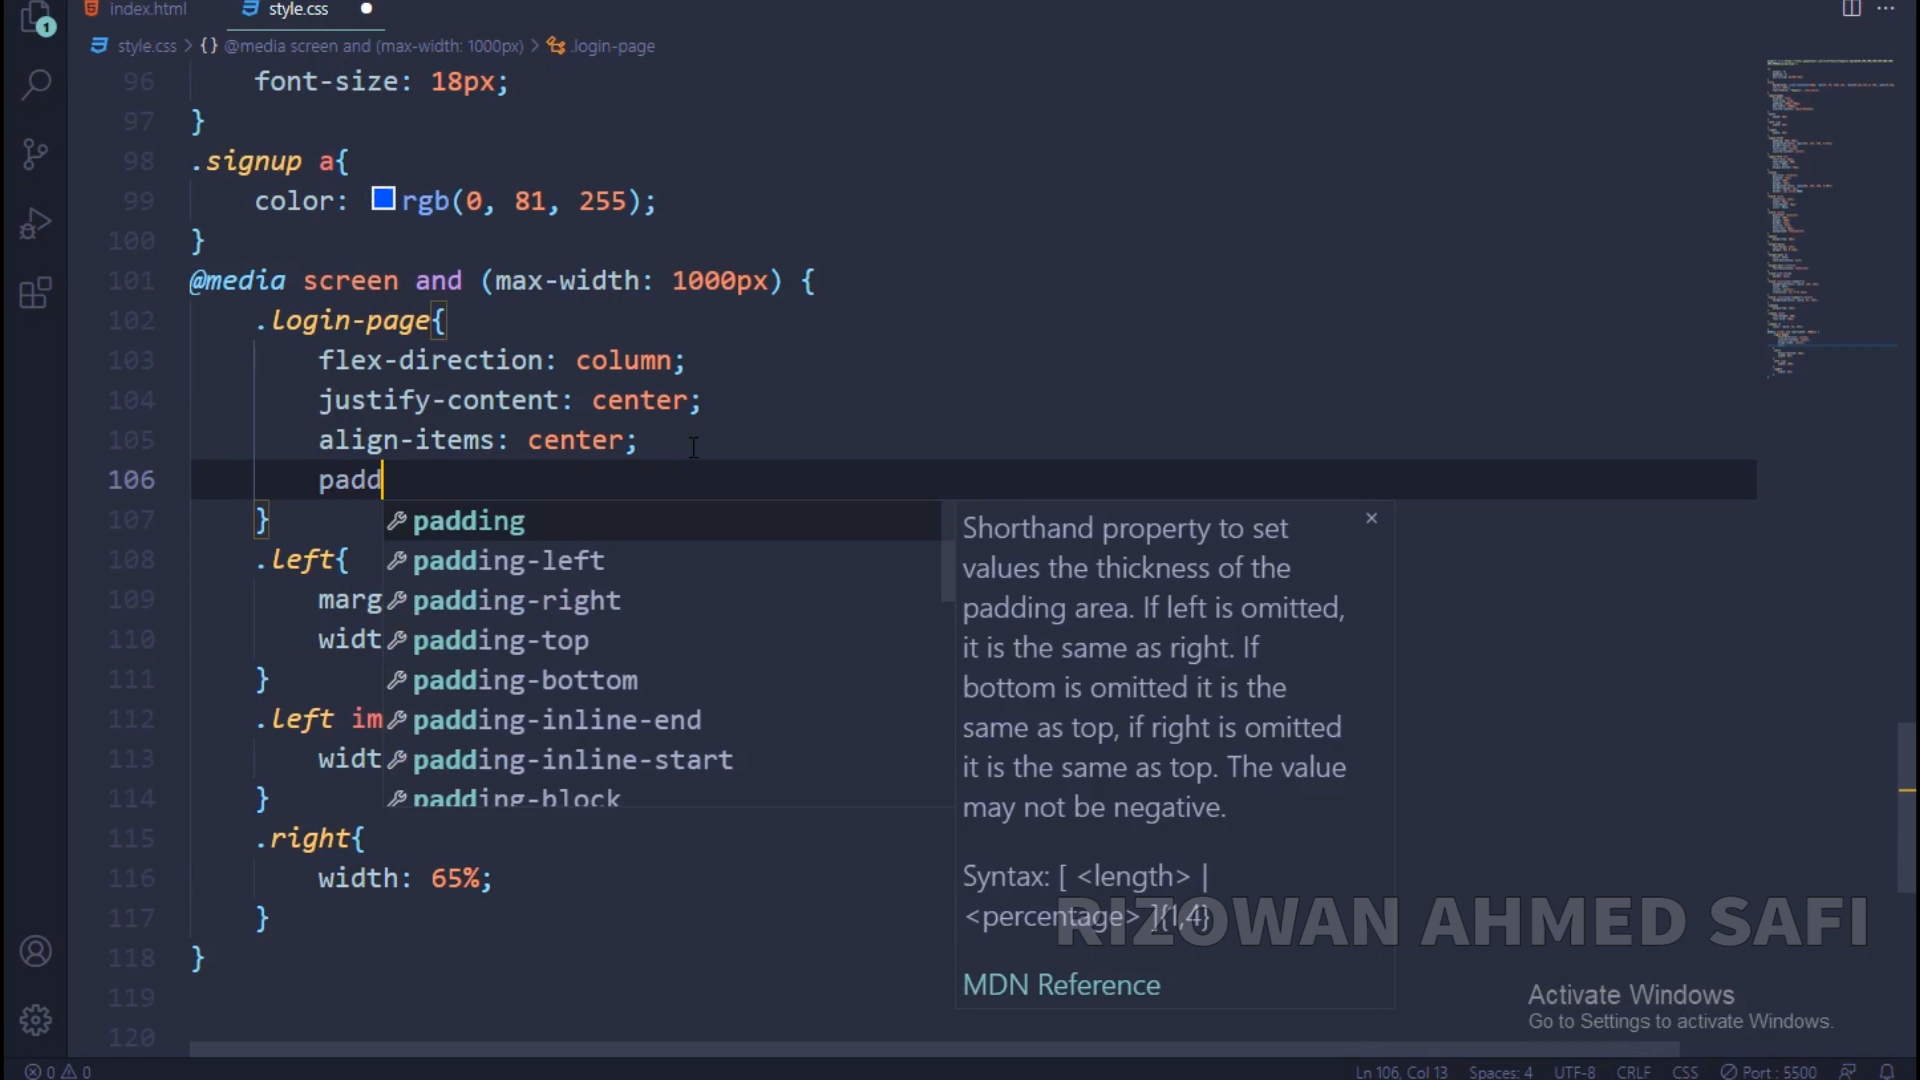 index.html
style.css
1
style.css > {} @media screen and (max-width: 1000px) > .login-page
96 font-size: 18px;
97 }
98 .signup a{
99 color: rgb(0, 81, 255);
100 }
101 @media screen and (max-width: 1000px) {
102 .login-page{
103 flex-direction: column;
104 justify-content: center;
105 align-items: center;
106 padd
107 }
108 .left{
109 marg
110 widt
111 }
112 .left im
113 widt
114 }
115 .right{
116 width: 65%;
117 }
118 }
119
120
padding
padding-left
padding-right
padding-top
padding-bottom
padding-inline-end
padding-inline-start
padding-block
Shorthand property to set
values the thickness of the
padding area. If left is omitted,
it is the same as right. If
bottom is omitted it is the
same as top, if right is omitted
it is the same as top. The value
may not be negative.
Syntax: [ <length> |
<percentage> ]{1,4}
MDN Reference
RIZOWAN AHMED SAFI
Activate Windows
Go to Settings to activate Windows.
0 0
Ln 106, Col 13 Spaces: 4 UTF-8 CRLF CSS Port : 5500